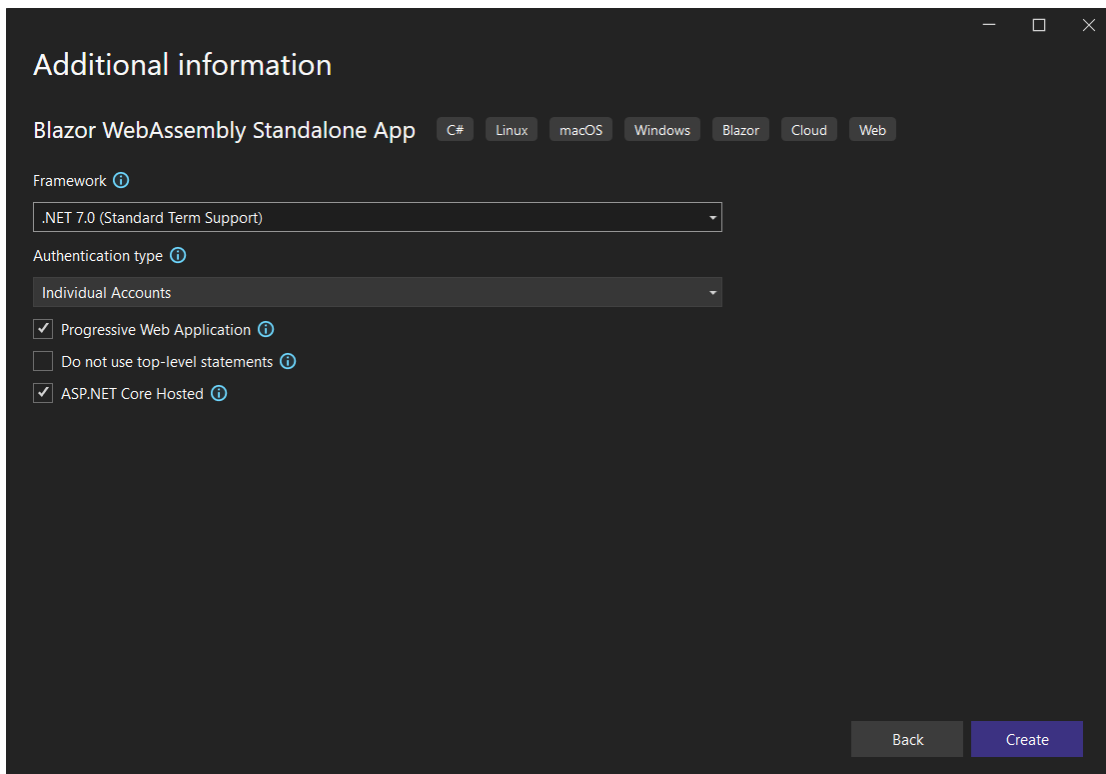 Additional information
Blazor WebAssembly Standalone App C# Linux macOS Windows Blazor Cloud Web
Framework
.NET 7.0 (Standard Term Support)
Authentication type
Individual Accounts
Progressive Web Application
Do not use top-level statements
ASP.NET Core Hosted
Back Create